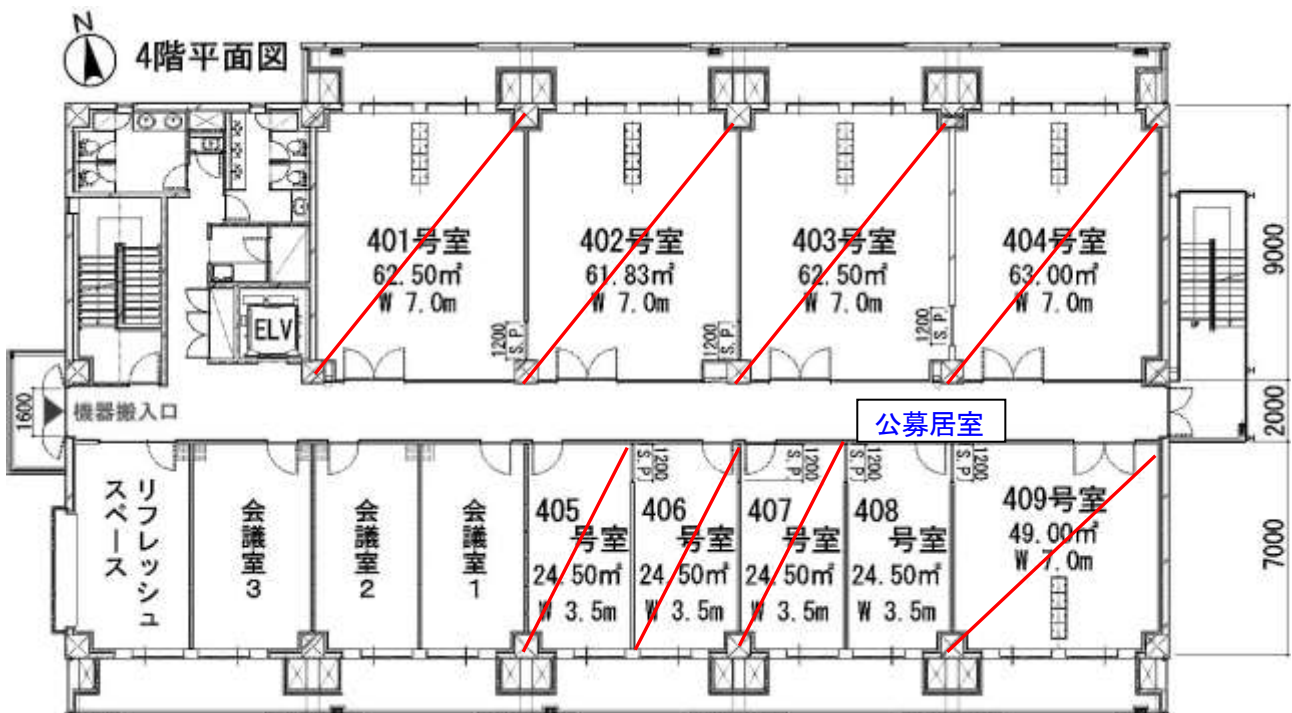 N
4階平面図
401号室
62.50㎡
W 7.0m
402号室
61.83㎡
W 7.0m
403号室
62.50㎡
W 7.0m
404号室
63.00㎡
W 7.0m
ELV
1200
S.P.
1200
S.P.
1200
S.P.
9000
1600
機器搬入口
公募居室
2000
リフレッシュ
スペース
会議室3
会議室2
会議室1
405
号室
24.50㎡
W 3.5m
1200
S.P.
406
号室
24.50㎡
W 3.5m
407
号室
24.50㎡
W 3.5m
1200
S.P.
1200
S.P.
408
号室
24.50㎡
W 3.5m
1200
S.P.
409号室
49.00㎡
W 7.0m
7000